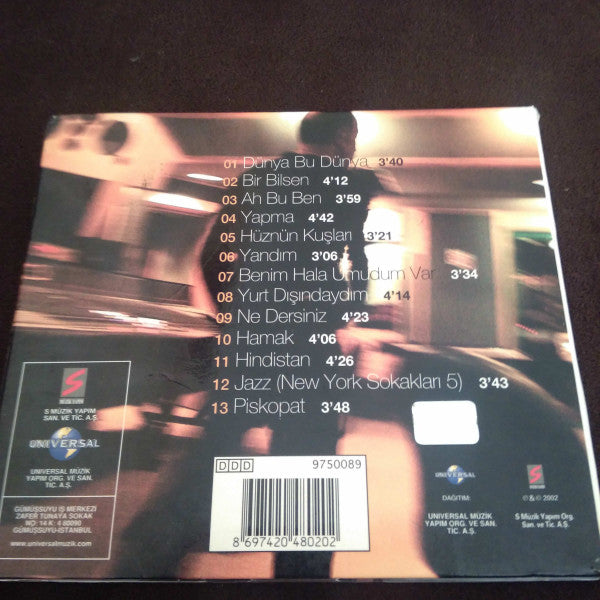 01 Dünya Bu Dünya 3'40
02 Bir Bilsen 4'12
03 Ah Bu Ben 3'59
04 Yapma 4'42
05 Hüznün Kuşları 3'21
06 Yandım 3'06
07 Benim Hala Umudum Var 3'34
08 Yurt Dışındaydım 4'14
09 Ne Dersiniz 4'23
10 Hamak 4'06
11 Hindistan 4'26
12 Jazz (New York Sokakları 5) 3'43
13 Piskopat 3'48
S
S MÜZİK YAPIM
SAN. VE TİC. A.Ş.
UNIVERSAL
UNIVERSAL MÜZİK
YAPIM ORG. VE SAN.
TİC. A.Ş.
GÜMÜŞSUYU İŞ MERKEZİ
ZAFER TUNAYA SOKAK
NO: 14 K: 4 80090
GÜMÜŞSUYU-İSTANBUL
www.universalmuzik.com
DDD 9750089
8 697420 480202
UNIVERSAL
DAĞITIM:
UNIVERSAL MÜZİK
YAPIM ORG. VE SAN.
TİC. A.Ş.
S
℗ & © 2002
S Müzik Yapım Org.
San. ve Tic. A.Ş.